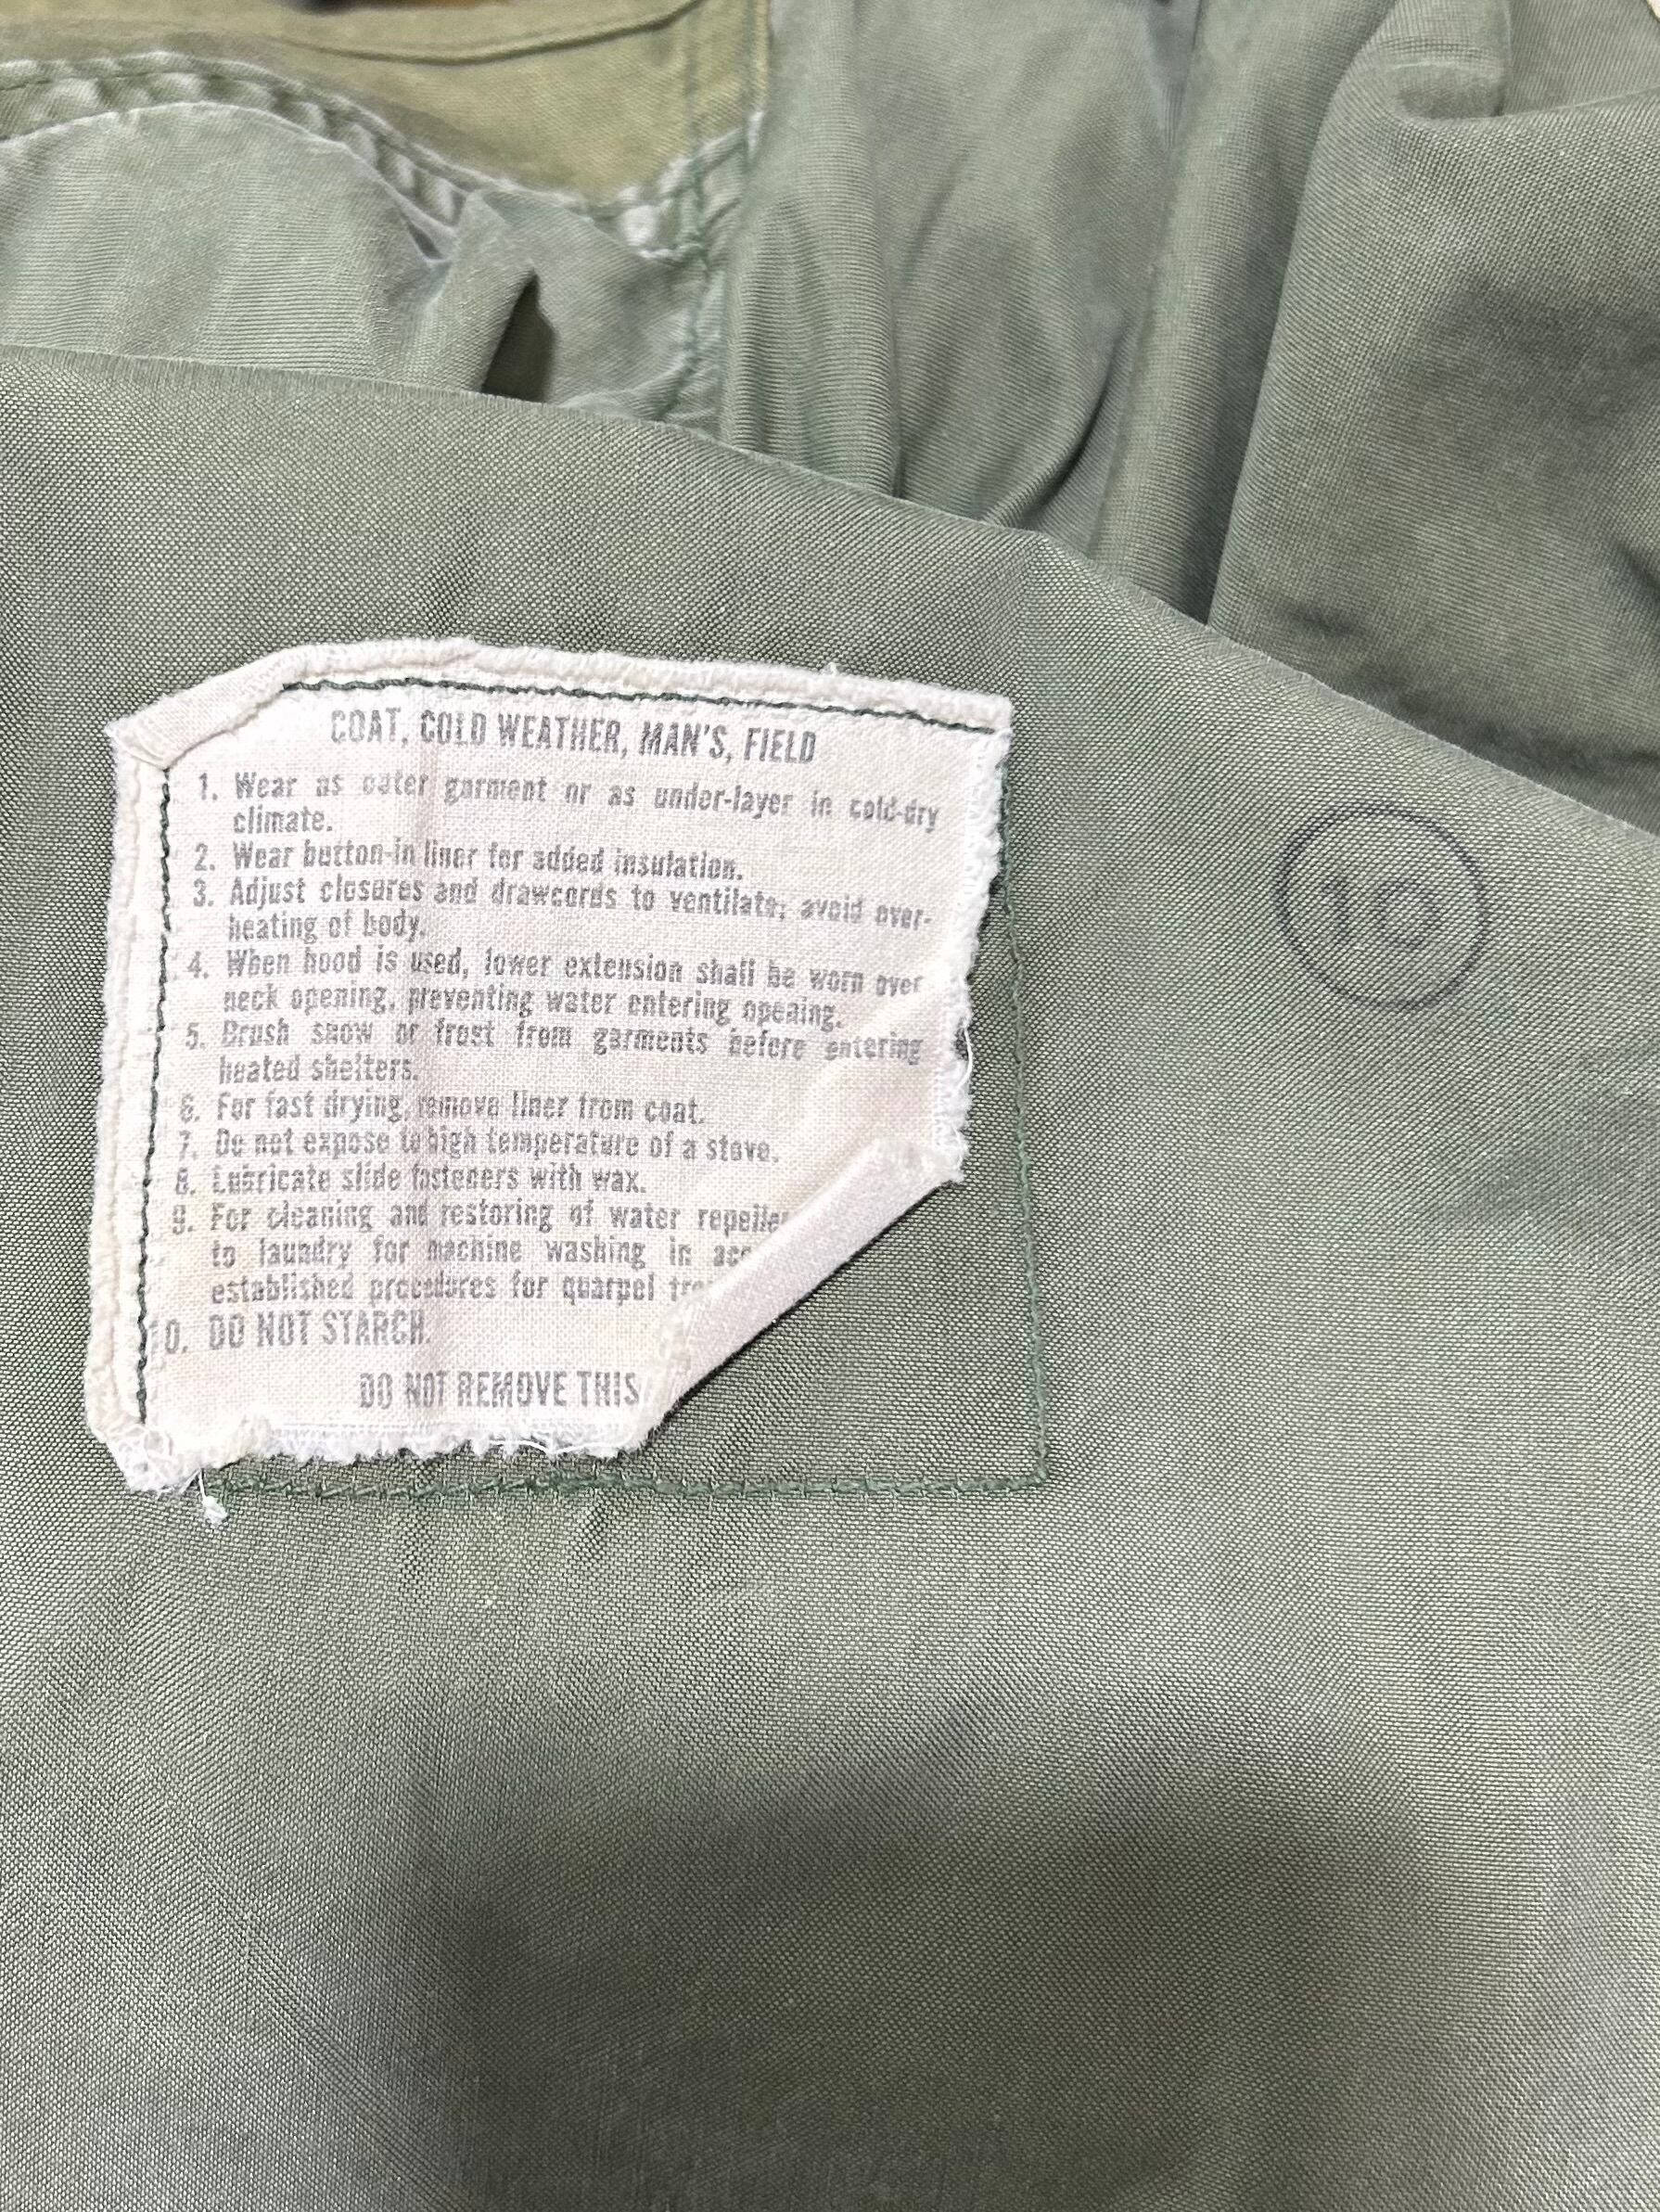 COAT, COLD WEATHER, MAN'S, FIELD
1. Wear as outer garment or as under-layer in cold-dry
climate.
2. Wear button-in liner for added insulation.
3. Adjust closures and drawcords to ventilate; avoid over-
heating of body.
4. When hood is used, lower extension shall be worn over
neck opening, preventing water entering opening.
5. Brush snow or frost from garments before entering
heated shelters.
6. For fast drying, remove liner from coat.
7. Do not expose to high temperature of a stove.
8. Lubricate slide fasteners with wax.
9. For cleaning and restoring of water
to laundry for machine washing in
established procedures for quarpel
10. DO NOT STARCH.
DO NOT REMOVE THIS
10